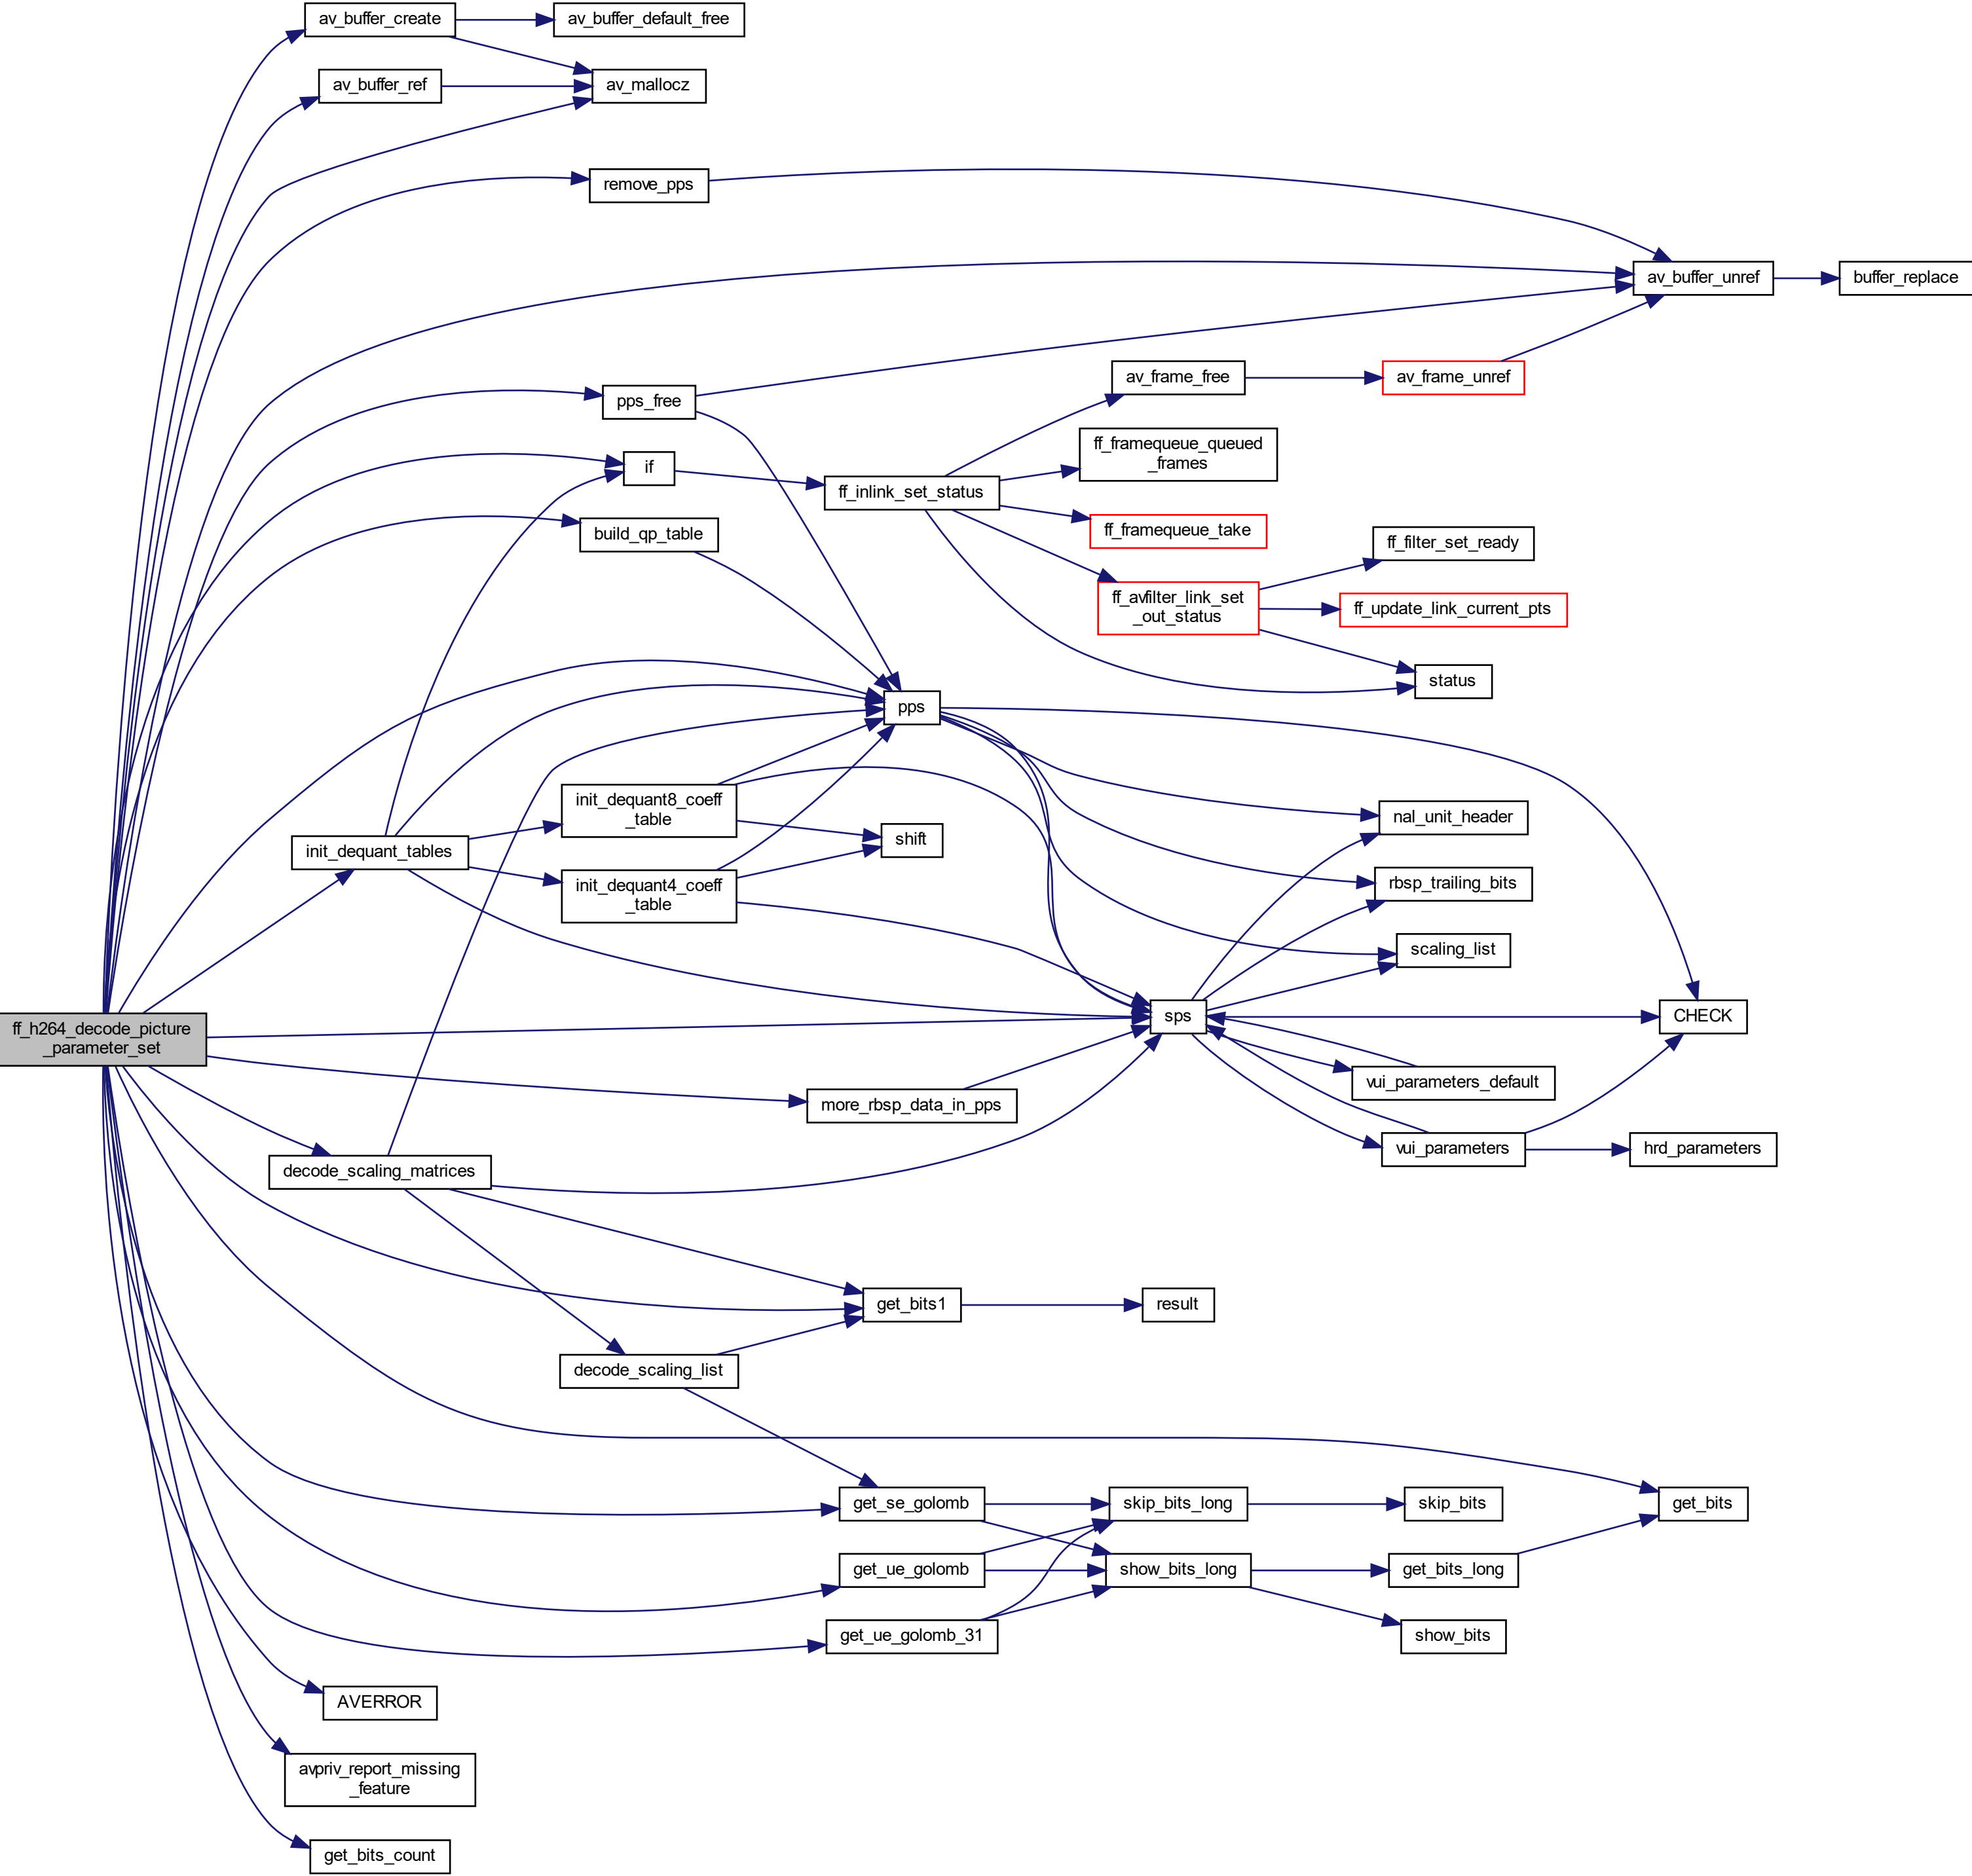 av_buffer_create
av_buffer_default_free
av_buffer_ref
av_mallocz
remove_pps
av_buffer_unref
buffer_replace
av_frame_free
av_frame_unref
pps_free
ff_framequeue_queued
_frames
if
ff_inlink_set_status
build_qp_table
ff_framequeue_take
ff_filter_set_ready
ff_avfilter_link_set
_out_status
ff_update_link_current_pts
status
pps
init_dequant8_coeff
_table
nal_unit_header
shift
init_dequant_tables
init_dequant4_coeff
_table
rbsp_trailing_bits
scaling_list
ff_h264_decode_picture
_parameter_set
sps
CHECK
vui_parameters_default
more_rbsp_data_in_pps
vui_parameters
hrd_parameters
decode_scaling_matrices
get_bits1
result
decode_scaling_list
get_se_golomb
skip_bits_long
skip_bits
get_bits
get_ue_golomb
show_bits_long
get_bits_long
get_ue_golomb_31
show_bits
AVERROR
avpriv_report_missing
_feature
get_bits_count